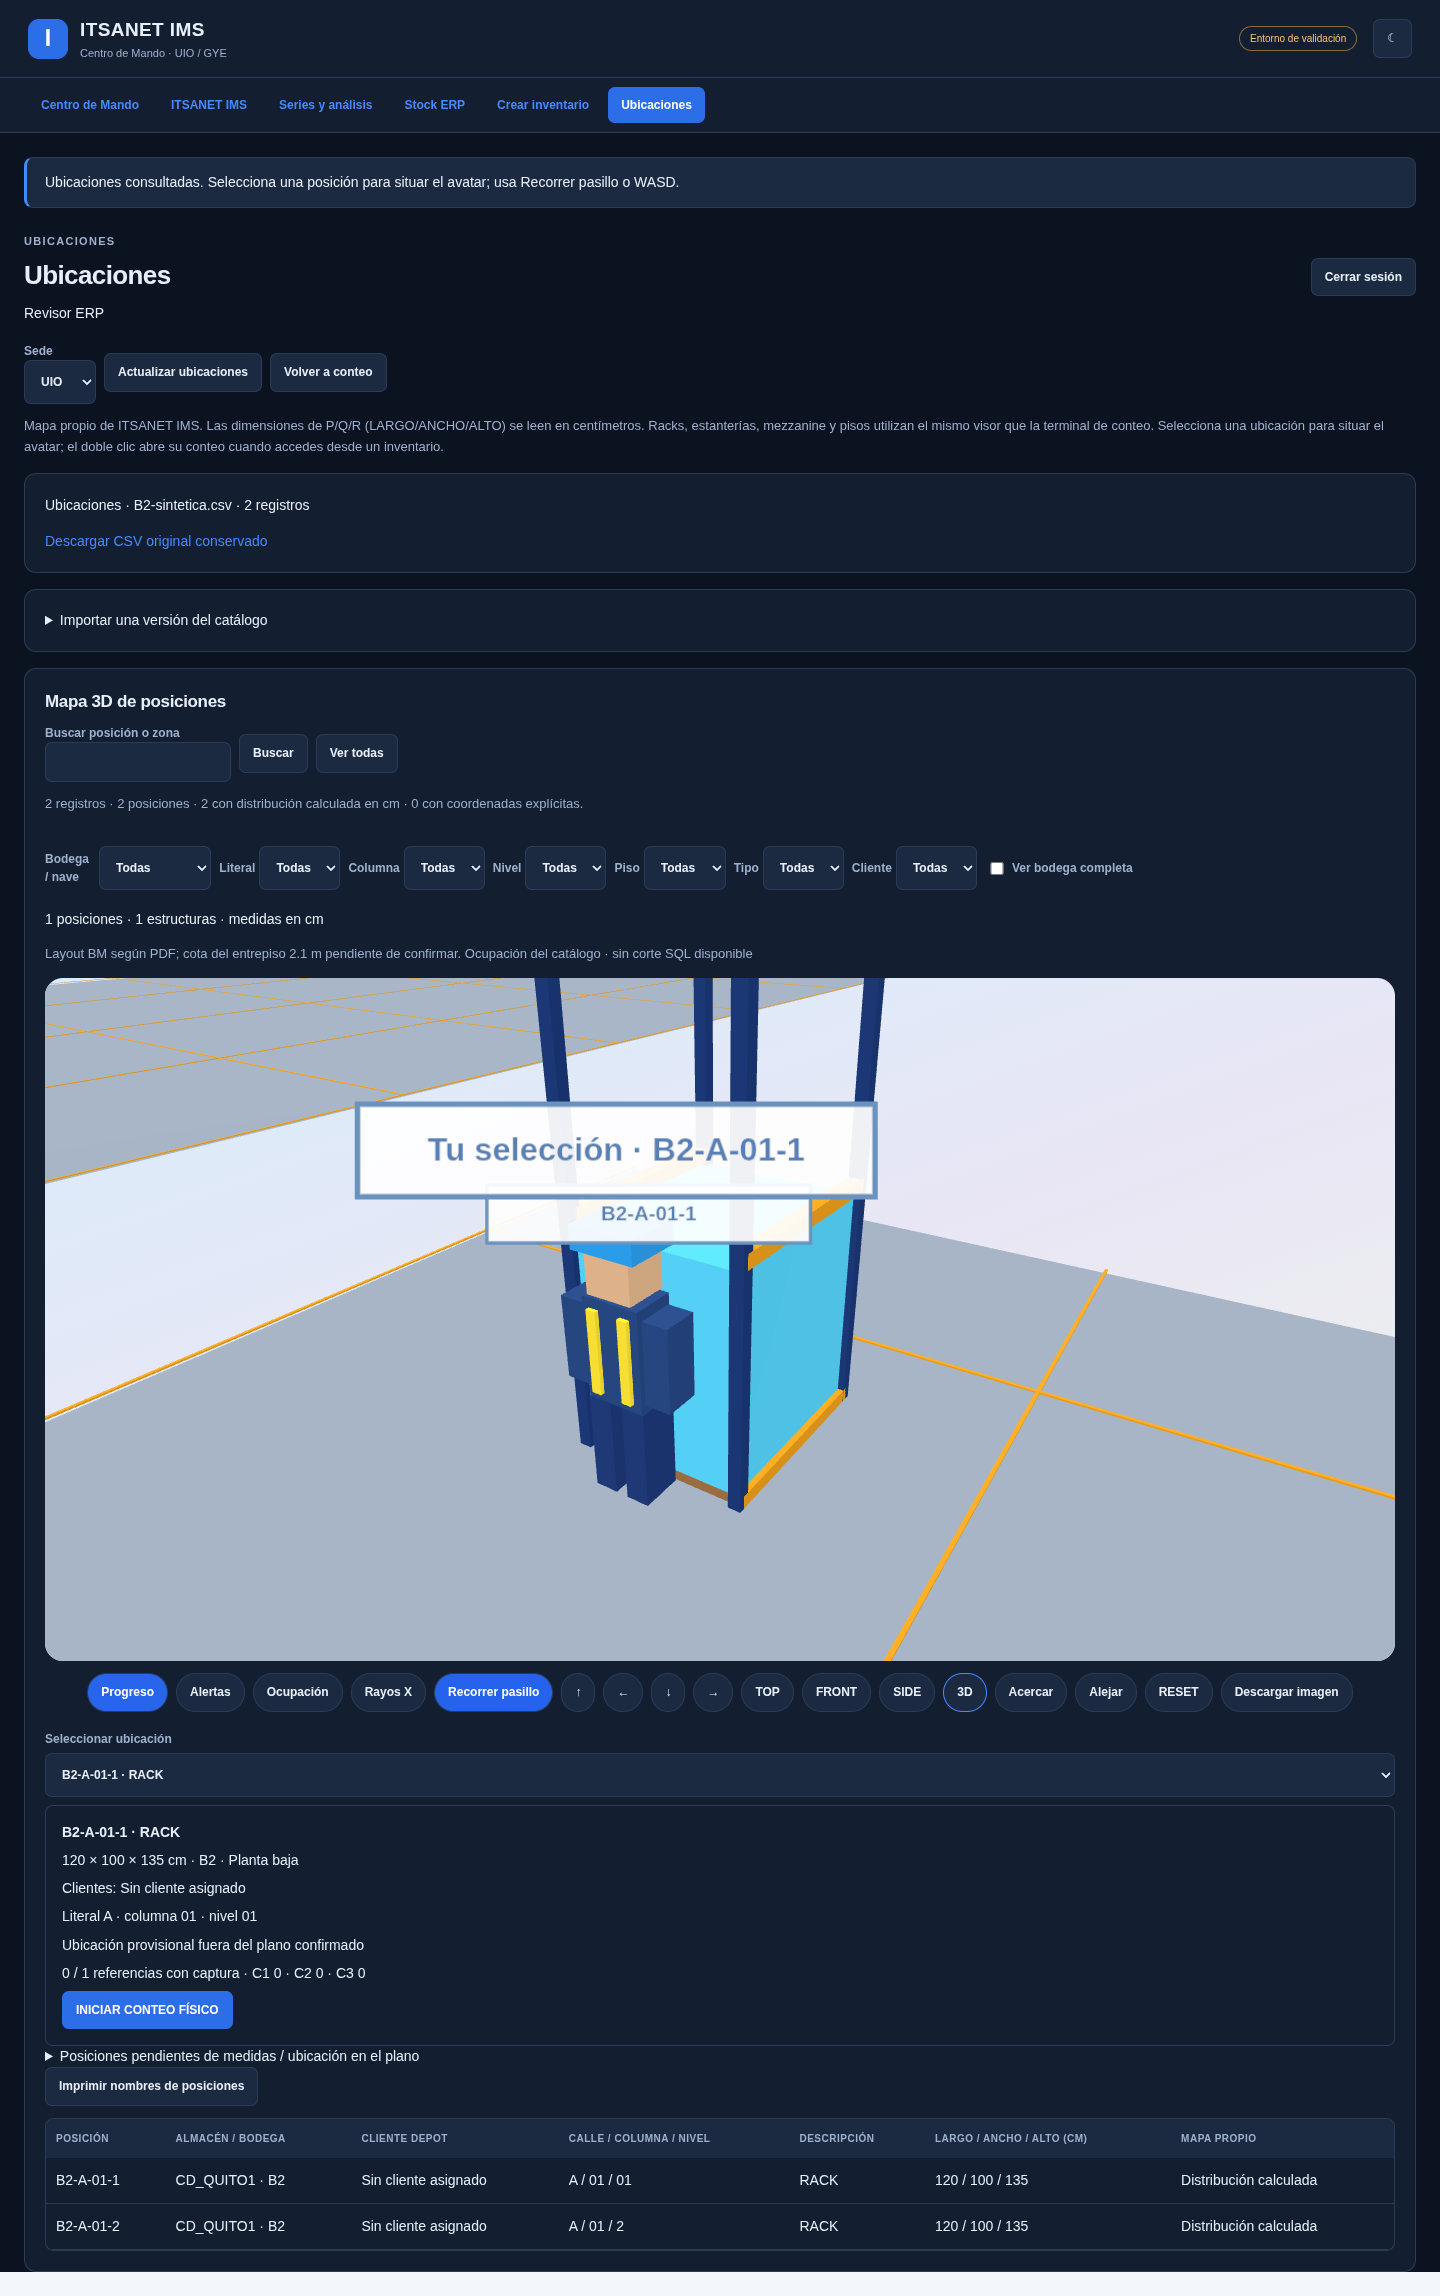 I
ITSANET IMS
Centro de Mando · UIO / GYE
Entorno de validación
☾
Centro de Mando
ITSANET IMS
Series y análisis
Stock ERP
Crear inventario
Ubicaciones
Ubicaciones consultadas. Selecciona una posición para situar el avatar; usa Recorrer pasillo o WASD.
UBICACIONES
Ubicaciones
Cerrar sesión
Revisor ERP
Sede
UIO
Actualizar ubicaciones
Volver a conteo
Mapa propio de ITSANET IMS. Las dimensiones de P/Q/R (LARGO/ANCHO/ALTO) se leen en centímetros. Racks, estanterías, mezzanine y pisos utilizan el mismo visor que la terminal de conteo. Selecciona una ubicación para situar el
avatar; el doble clic abre su conteo cuando accedes desde un inventario.
Ubicaciones · B2-sintetica.csv · 2 registros
Descargar CSV original conservado
▶ Importar una versión del catálogo
Mapa 3D de posiciones
Buscar posición o zona
Buscar
Ver todas
2 registros · 2 posiciones · 2 con distribución calculada en cm · 0 con coordenadas explícitas.
Bodega
/ nave
Todas
Literal
Todas
Columna
Todas
Nivel
Todas
Piso
Todas
Tipo
Todas
Cliente
Todas
Ver bodega completa
1 posiciones · 1 estructuras · medidas en cm
Layout BM según PDF; cota del entrepiso 2.1 m pendiente de confirmar. Ocupación del catálogo · sin corte SQL disponible
Tu selección · B2-A-01-1
B2-A-01-1
Progreso
Alertas
Ocupación
Rayos X
Recorrer pasillo
↑
←
↓
→
TOP
FRONT
SIDE
3D
Acercar
Alejar
RESET
Descargar imagen
Seleccionar ubicación
B2-A-01-1 · RACK
B2-A-01-1 · RACK
120 × 100 × 135 cm · B2 · Planta baja
Clientes: Sin cliente asignado
Literal A · columna 01 · nivel 01
Ubicación provisional fuera del plano confirmado
0 / 1 referencias con captura · C1 0 · C2 0 · C3 0
INICIAR CONTEO FÍSICO
▶ Posiciones pendientes de medidas / ubicación en el plano
Imprimir nombres de posiciones
POSICIÓN ALMACÉN / BODEGA CLIENTE DEPOT CALLE / COLUMNA / NIVEL DESCRIPCIÓN LARGO / ANCHO / ALTO (CM) MAPA PROPIO
B2-A-01-1 CD_QUITO1 · B2 Sin cliente asignado A / 01 / 01 RACK 120 / 100 / 135 Distribución calculada
B2-A-01-2 CD_QUITO1 · B2 Sin cliente asignado A / 01 / 2 RACK 120 / 100 / 135 Distribución calculada